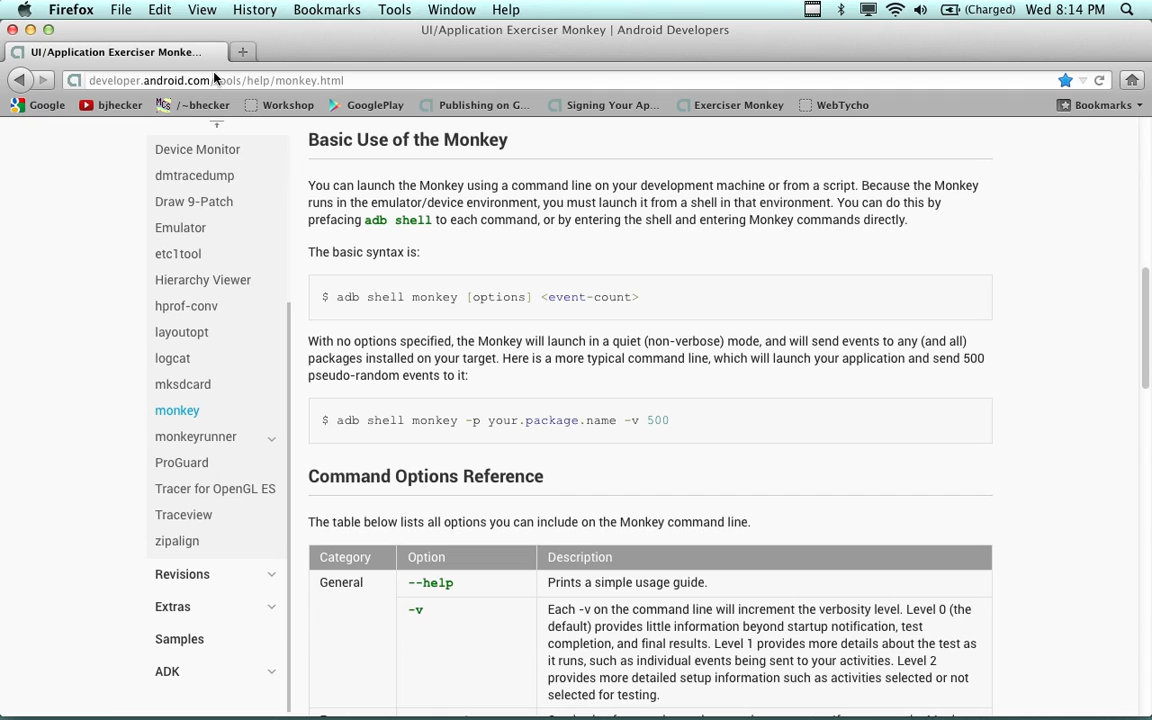 Firefox File Edit View History Bookmarks Tools Window Help (Charged) Wed 8:14 PM
UI/Application Exerciser Monkey | Android Developers
UI/Application Exerciser Monke...
developer.android.com/tools/help/monkey.html
Google bjhecker /~bhecker Workshop GooglePlay Publishing on G... Signing Your Ap... Exerciser Monkey WebTycho Bookmarks
Device Monitor
dmtracedump
Draw 9-Patch
Emulator
etc1tool
Hierarchy Viewer
hprof-conv
layoutopt
logcat
mksdcard
monkey
monkeyrunner
ProGuard
Tracer for OpenGL ES
Traceview
zipalign
Revisions
Extras
Samples
ADK
Basic Use of the Monkey
You can launch the Monkey using a command line on your development machine or from a script. Because the Monkey
runs in the emulator/device environment, you must launch it from a shell in that environment. You can do this by
prefacing adb shell to each command, or by entering the shell and entering Monkey commands directly.
The basic syntax is:
$ adb shell monkey [options] <event-count>
With no options specified, the Monkey will launch in a quiet (non-verbose) mode, and will send events to any (and all)
packages installed on your target. Here is a more typical command line, which will launch your application and send 500
pseudo-random events to it:
$ adb shell monkey -p your.package.name -v 500
Command Options Reference
The table below lists all options you can include on the Monkey command line.
Category Option Description
General --help Prints a simple usage guide.
-v Each -v on the command line will increment the verbosity level. Level 0 (the
default) provides little information beyond startup notification, test
completion, and final results. Level 1 provides more details about the test as
it runs, such as individual events being sent to your activities. Level 2
provides more detailed setup information such as activities selected or not
selected for testing.